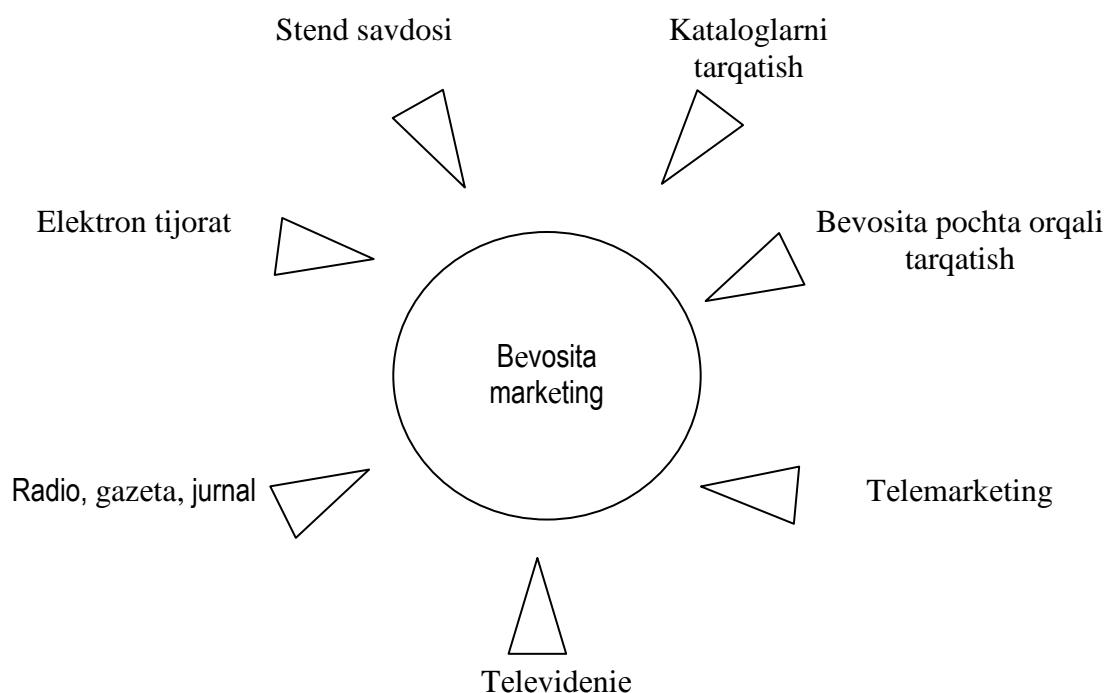 Stend savdosi
Kataloglarni
tarqatish
Elektron tijorat
Bevosita pochta orqali
tarqatish
Bevosita
marketing
Radio, gazeta, jurnal
Telemarketing
Televidenie